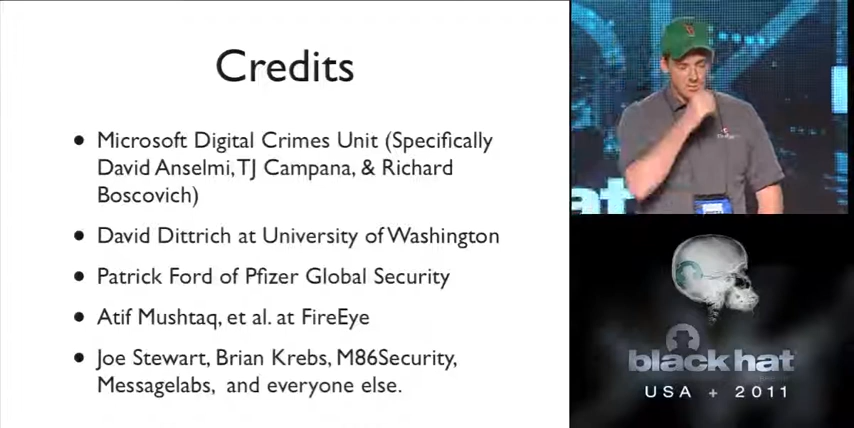 Credits
• Microsoft Digital Crimes Unit (Specifically
David Anselmi, TJ Campana, & Richard
Boscovich)
• David Dittrich at University of Washington
• Patrick Ford of Pfizer Global Security
• Atif Mushtaq, et al. at FireEye
• Joe Stewart, Brian Krebs, M86Security,
Messagelabs, and everyone else.
at
black hat
USA + 2011